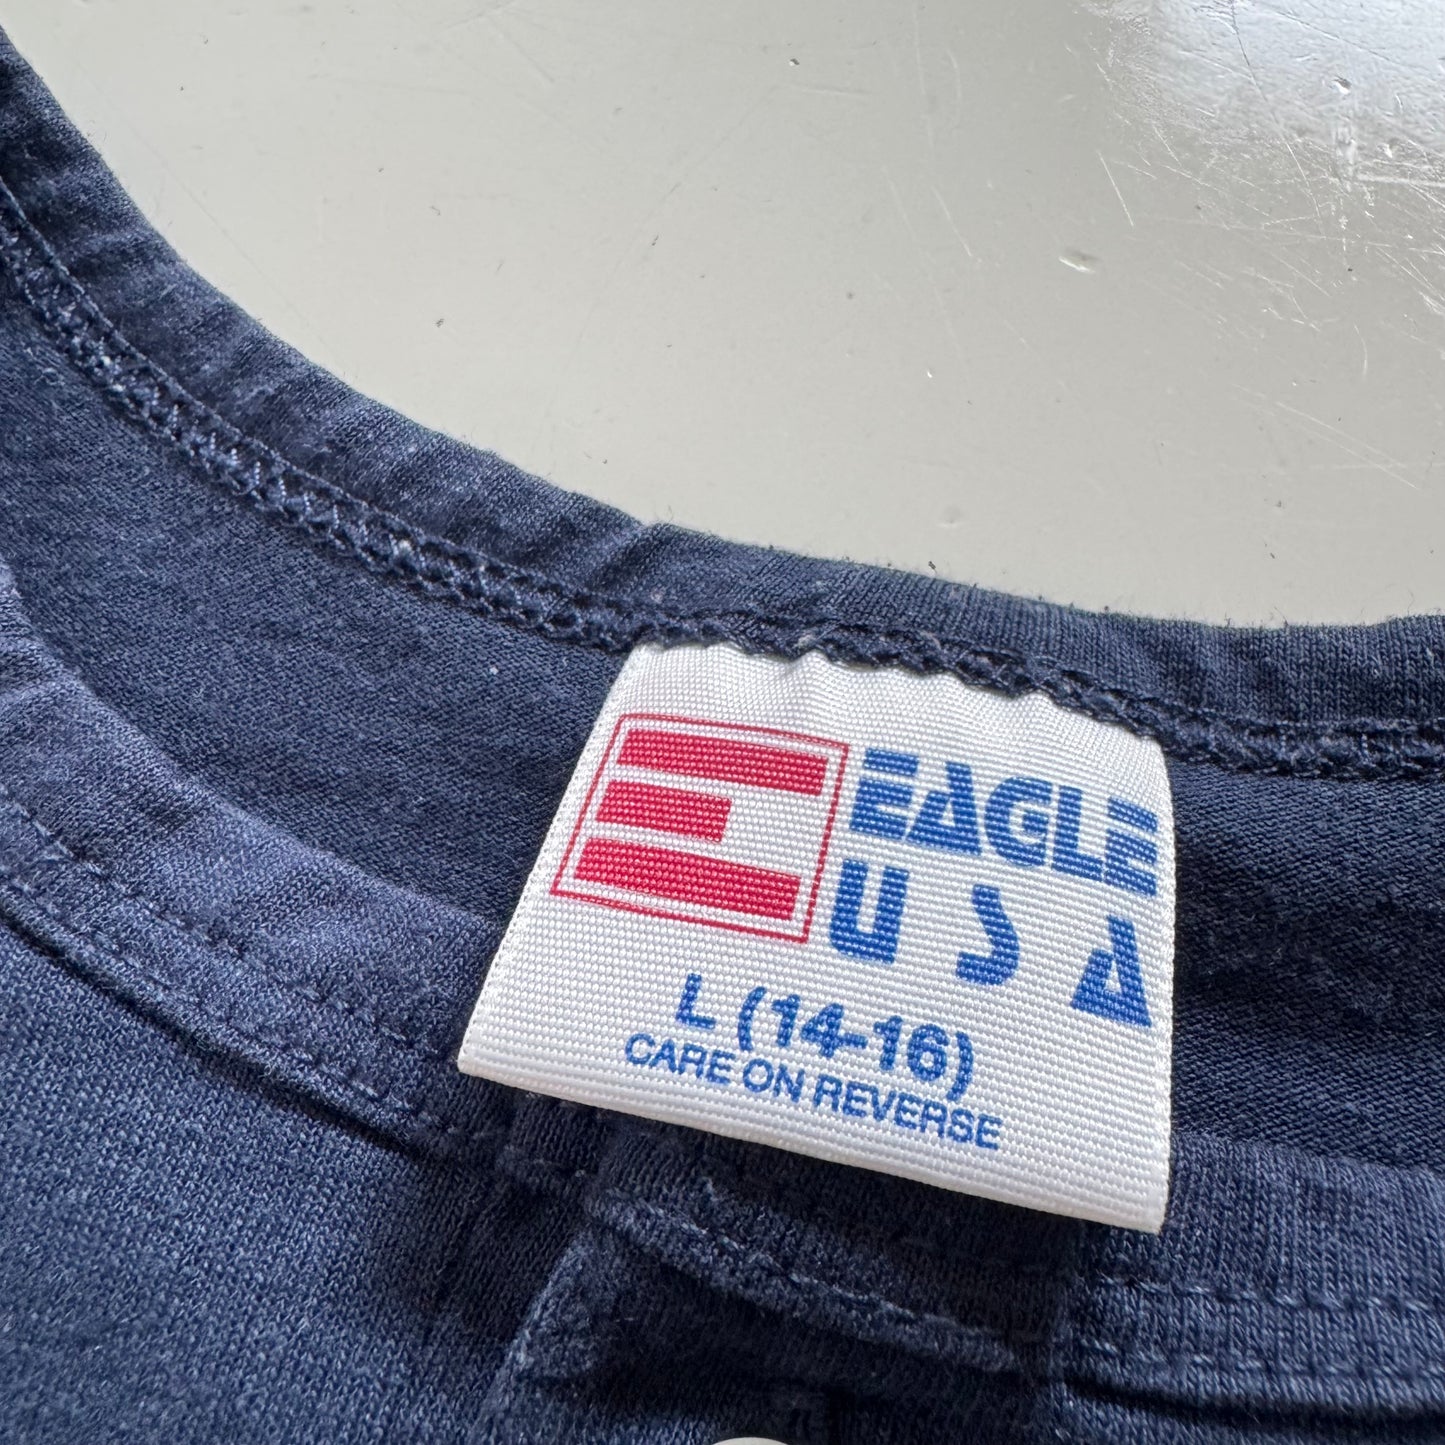 EAGLE
USA
L (14-16)
CARE ON REVERSE